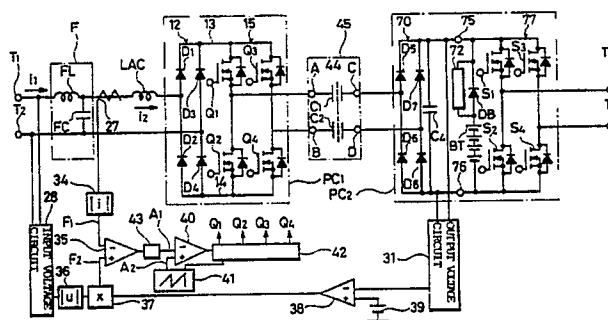 F
12
13
15
45
70
75
77
T1
I1
FL
LAC
D1
Q3
44
A
C
D5
72
S3
T
T2
FC
27
i2
D3
Q1
C1
C2
D7
C4
S1
DB
BT
D2
Q2
Q4
B
D
D6
S2
S4
T
D4
14
PC1
PC2
D8
76
34
i
28
F1
A1
40
Q1 Q2 Q3 Q4
35
43
42
INPUT VOLTAGE CIRCUIT
F2
A2
41
36
31
OUTPUT VOLTAGE CIRCUIT
u
x
37
38
39